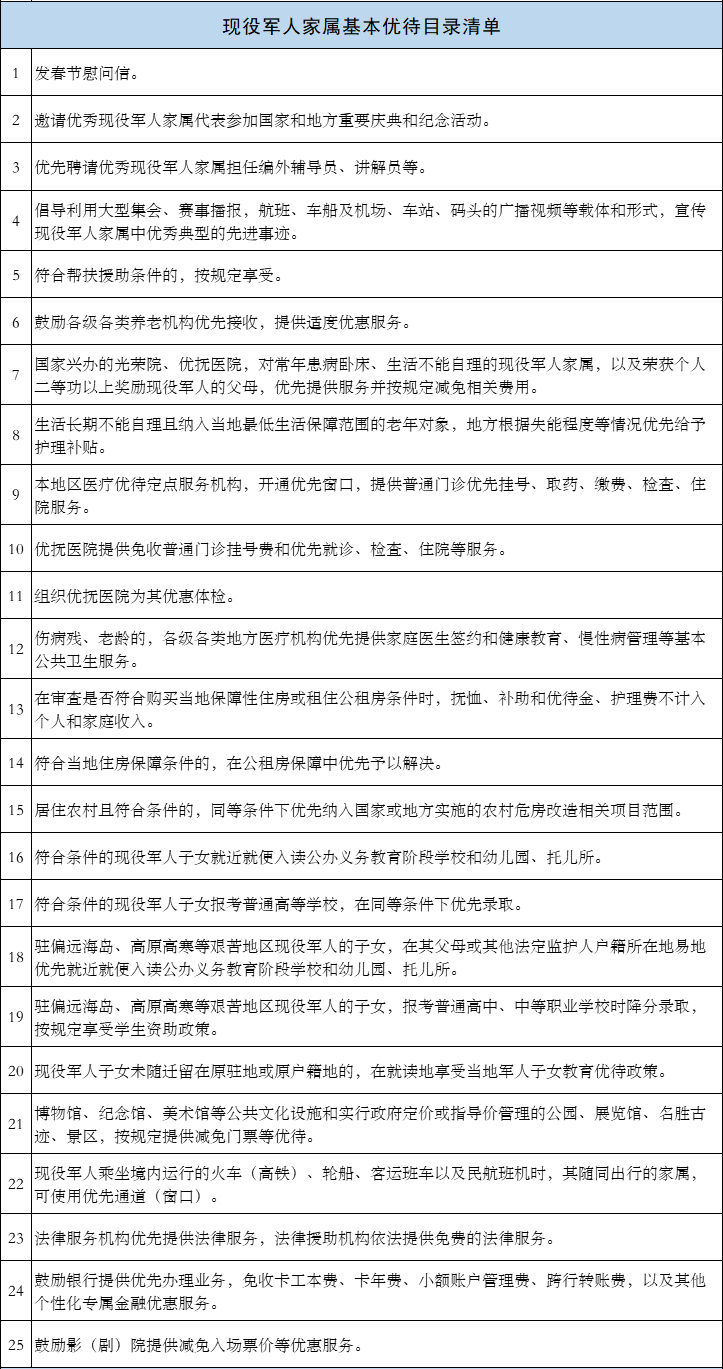 现役军人家属基本优待目录清单
1 发春节慰问信。
2 邀请优秀现役军人家属代表参加国家和地方重要庆典和纪念活动。
3 优先聘请优秀现役军人家属担任编外辅导员、讲解员等。
4 倡导利用大型集会、赛事播报，航班、车船及机场、车站、码头的广播视频等载体和形式，宣传
现役军人家属中优秀典型的先进事迹。
5 符合帮扶援助条件的，按规定享受。
6 鼓励各级各类养老机构优先接收，提供适度优惠服务。
7 国家兴办的光荣院、优抚医院，对常年患病卧床、生活不能自理的现役军人家属，以及荣获个人
二等功以上奖励现役军人的父母，优先提供服务并按规定减免相关费用。
8 生活长期不能自理且纳入当地最低生活保障范围的老年对象，地方根据失能程度等情况优先给予
护理补贴。
9 本地区医疗优待定点服务机构，开通优先窗口，提供普通门诊优先挂号、取药、缴费、检查、住
院服务。
10 优抚医院提供免收普通门诊挂号费和优先就诊、检查、住院等服务。
11 组织优抚医院为其优惠体检。
12 伤病残、老龄的，各级各类地方医疗机构优先提供家庭医生签约和健康教育、慢性病管理等基本
公共卫生服务。
13 在审查是否符合购买当地保障性住房或租住公租房条件时，抚恤、补助和优待金、护理费不计入
个人和家庭收入。
14 符合当地住房保障条件的，在公租房保障中优先予以解决。
15 居住农村且符合条件的，同等条件下优先纳入国家或地方实施的农村危房改造相关项目范围。
16 符合条件的现役军人子女就近就便入读公办义务教育阶段学校和幼儿园、托儿所。
17 符合条件的现役军人子女报考普通高等学校，在同等条件下优先录取。
18 驻偏远海岛、高原高寒等艰苦地区现役军人的子女，在其父母或其他法定监护人户籍所在地易地
优先就近就便入读公办义务教育阶段学校和幼儿园、托儿所。
19 驻偏远海岛、高原高寒等艰苦地区现役军人的子女，报考普通高中、中等职业学校时降分录取，
按规定享受学生资助政策。
20 现役军人子女未随迁留在原驻地或原户籍地的，在就读地享受当地军人子女教育优待政策。
21 博物馆、纪念馆、美术馆等公共文化设施和实行政府定价或指导价管理的公园、展览馆、名胜古
迹、景区，按规定提供减免门票等优待。
22 现役军人乘坐境内运行的火车（高铁）、轮船、客运班车以及民航班机时，其随同出行的家属，
可使用优先通道（窗口）。
23 法律服务机构优先提供法律服务，法律援助机构依法提供免费的法律服务。
24 鼓励银行提供优先办理业务，免收卡工本费、卡年费、小额账户管理费、跨行转账费，以及其他
个性化专属金融优惠服务。
25 鼓励影（剧）院提供减免入场票价等优惠服务。